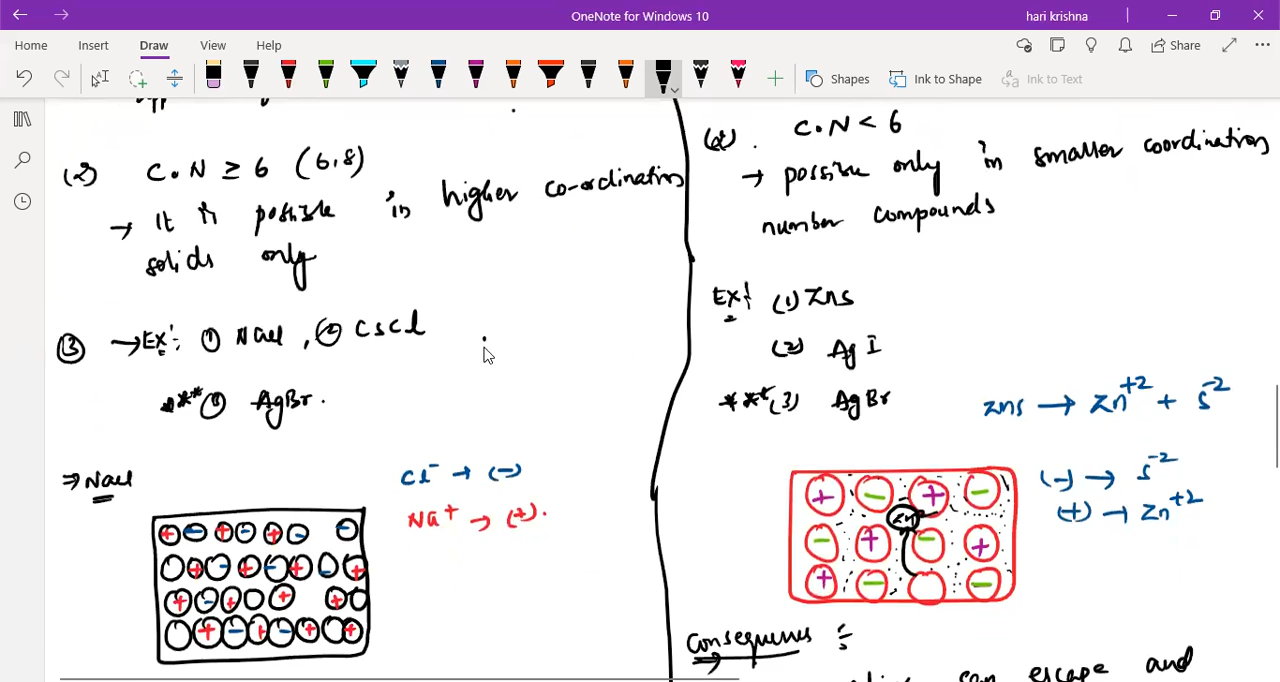 OneNote for Windows 10
hari krishna
Home Insert Draw View Help
Share
Shapes
Ink to Shape
Ink to Text
(2) C.N ≥ 6 (6,8)
→ It is possible in higher co-ordination
solids only
③ → Ex: ① NaCl, ② CsCl
*** ③ AgBr.
⇒ NaCl
Cl⁻ → (-)
Na⁺ → (+).
+ - + - + - -
+ - + - + - +
+ - + + +
+ - + - + +
C.N < 6
→ possible only in smaller coordination
number compounds
Ex: (1) ZnS
(2) AgI
*** (3) AgBr
ZnS → Zn⁺² + S⁻²
(-) → S⁻²
(+) → Zn⁺²
+ - + -
Zn
- + - +
+ - -
Consequences :-
can escape and